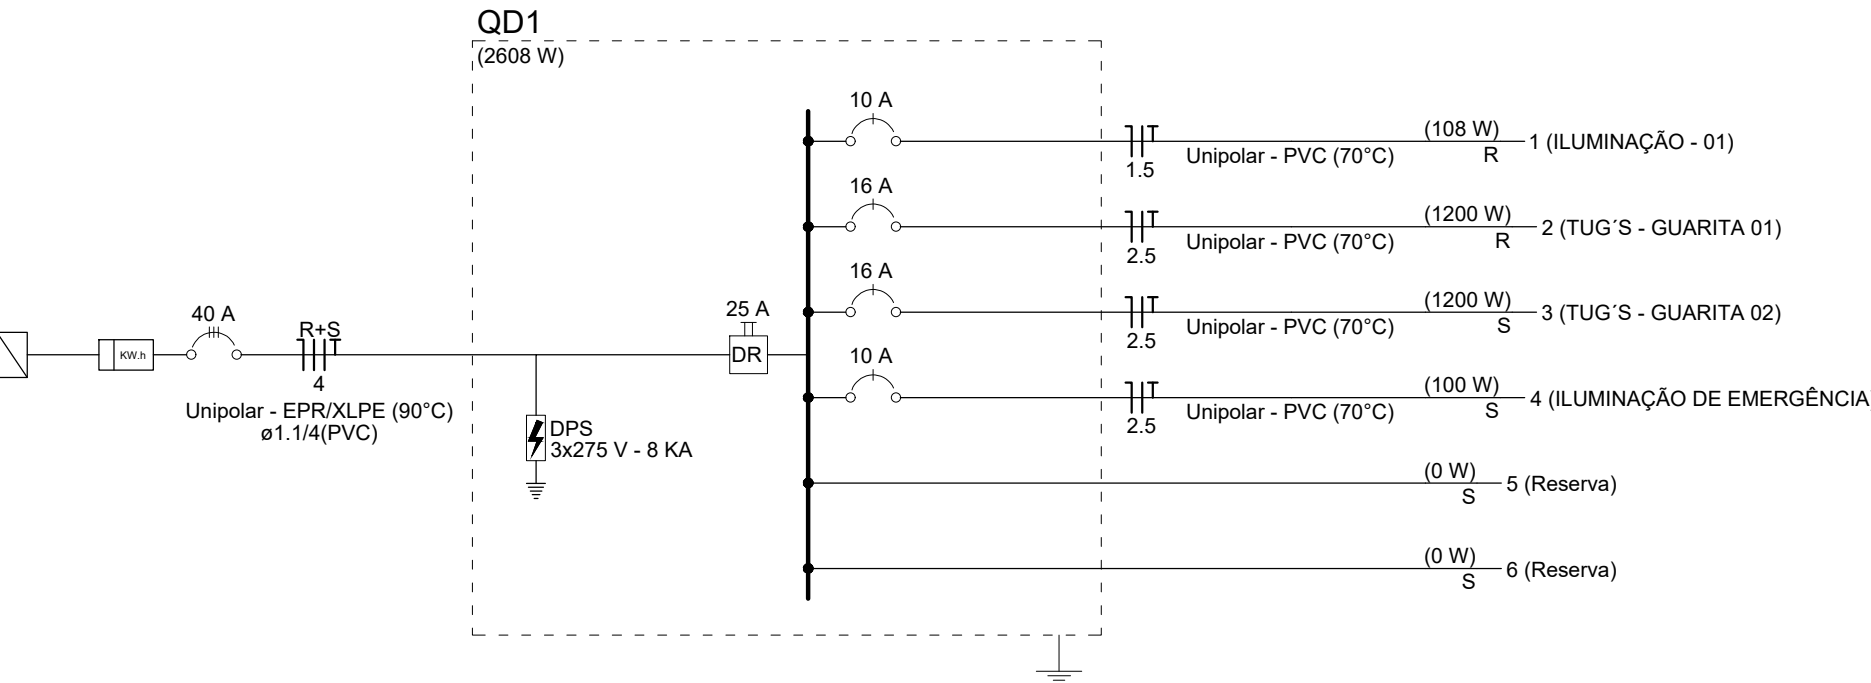 QD1
(2608 W)
10 A
(108 W)
1 (ILUMINAÇÃO - 01)
1.5
Unipolar - PVC (70°C)
R
16 A
(1200 W)
2 (TUG´S - GUARITA 01)
2.5
Unipolar - PVC (70°C)
R
16 A
(1200 W)
3 (TUG´S - GUARITA 02)
2.5
Unipolar - PVC (70°C)
S
40 A
R+S
25 A
KW.h
DR
4
Unipolar - EPR/XLPE (90°C)
ø1.1/4(PVC)
10 A
(100 W)
4 (ILUMINAÇÃO DE EMERGÊNCIA)
2.5
Unipolar - PVC (70°C)
S
DPS
3x275 V - 8 KA
(0 W)
5 (Reserva)
S
(0 W)
6 (Reserva)
S